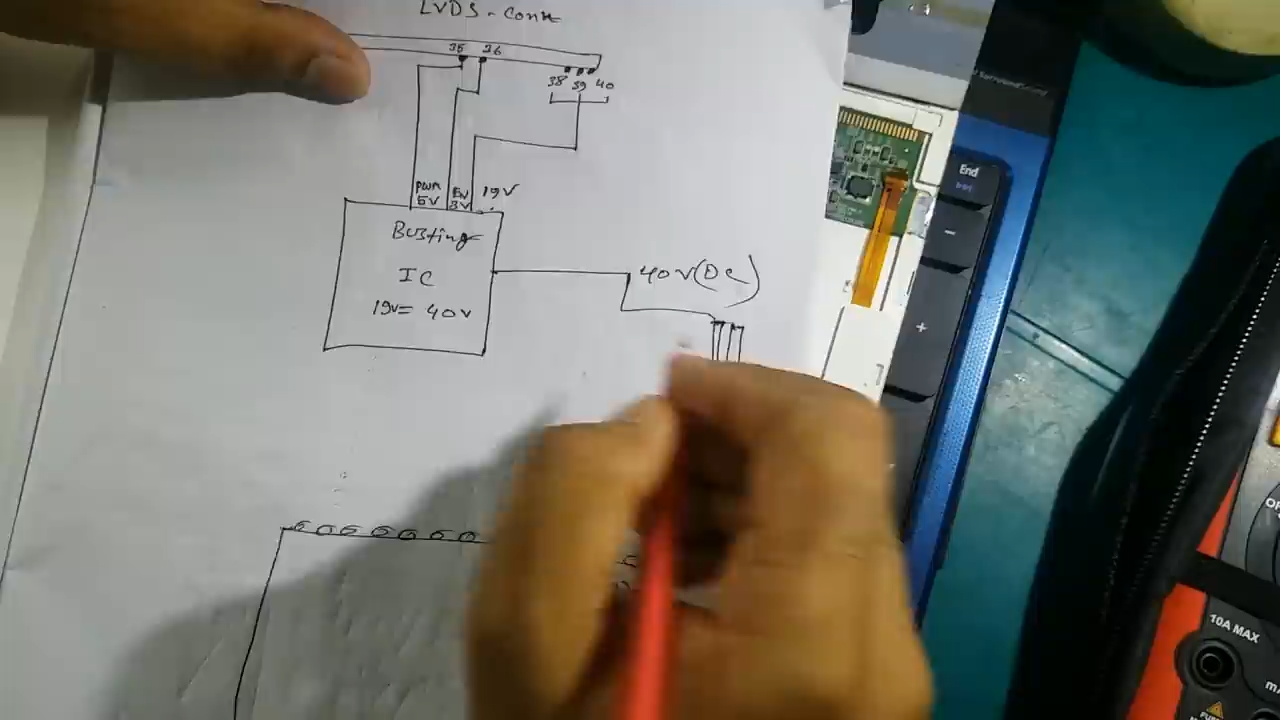 LVDS-Conn
35 36
38 39 40
PWM 5V
EN 3V
19V
Busting
IC
19V= 40V
40V(DC)
End
-
+
10A MAX